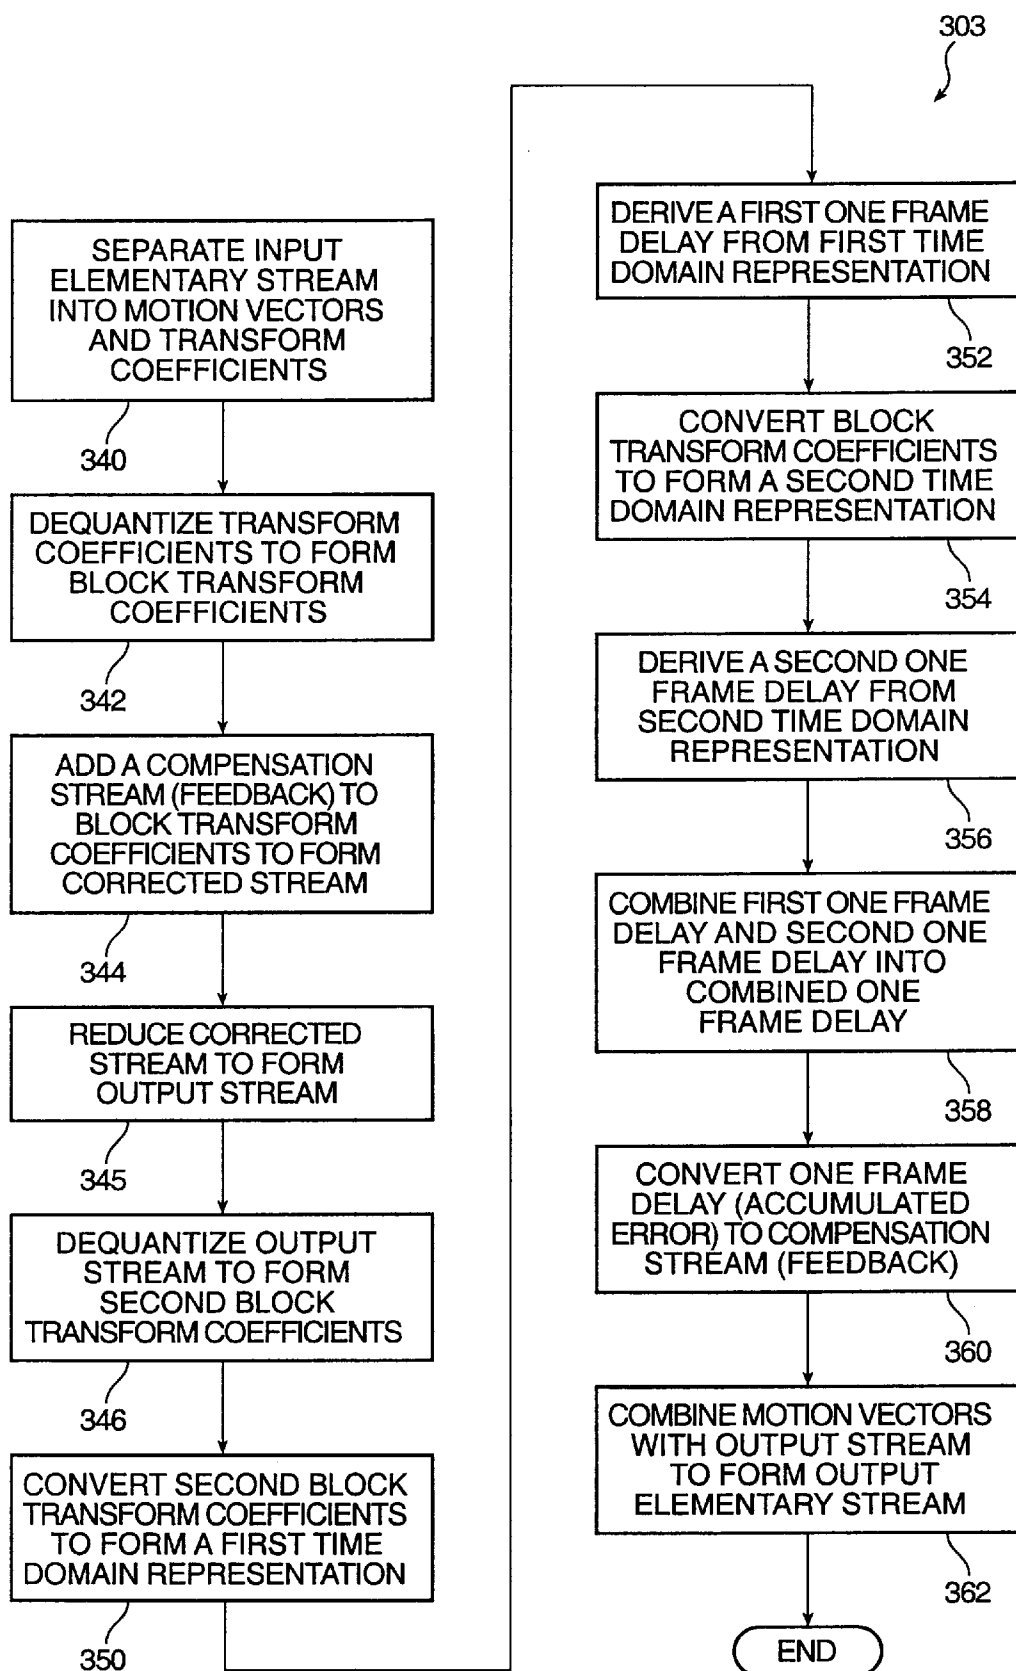 303
SEPARATE INPUT
ELEMENTARY STREAM
INTO MOTION VECTORS
AND TRANSFORM
COEFFICIENTS
340
DEQUANTIZE TRANSFORM
COEFFICIENTS TO FORM
BLOCK TRANSFORM
COEFFICIENTS
342
ADD A COMPENSATION
STREAM (FEEDBACK) TO
BLOCK TRANSFORM
COEFFICIENTS TO FORM
CORRECTED STREAM
344
REDUCE CORRECTED
STREAM TO FORM
OUTPUT STREAM
345
DEQUANTIZE OUTPUT
STREAM TO FORM
SECOND BLOCK
TRANSFORM COEFFICIENTS
346
CONVERT SECOND BLOCK
TRANSFORM COEFFICIENTS
TO FORM A FIRST TIME
DOMAIN REPRESENTATION
350
DERIVE A FIRST ONE FRAME
DELAY FROM FIRST TIME
DOMAIN REPRESENTATION
352
CONVERT BLOCK
TRANSFORM COEFFICIENTS
TO FORM A SECOND TIME
DOMAIN REPRESENTATION
354
DERIVE A SECOND ONE
FRAME DELAY FROM
SECOND TIME DOMAIN
REPRESENTATION
356
COMBINE FIRST ONE FRAME
DELAY AND SECOND ONE
FRAME DELAY INTO
COMBINED ONE
FRAME DELAY
358
CONVERT ONE FRAME
DELAY (ACCUMULATED
ERROR) TO COMPENSATION
STREAM (FEEDBACK)
360
COMBINE MOTION VECTORS
WITH OUTPUT STREAM
TO FORM OUTPUT
ELEMENTARY STREAM
362
END